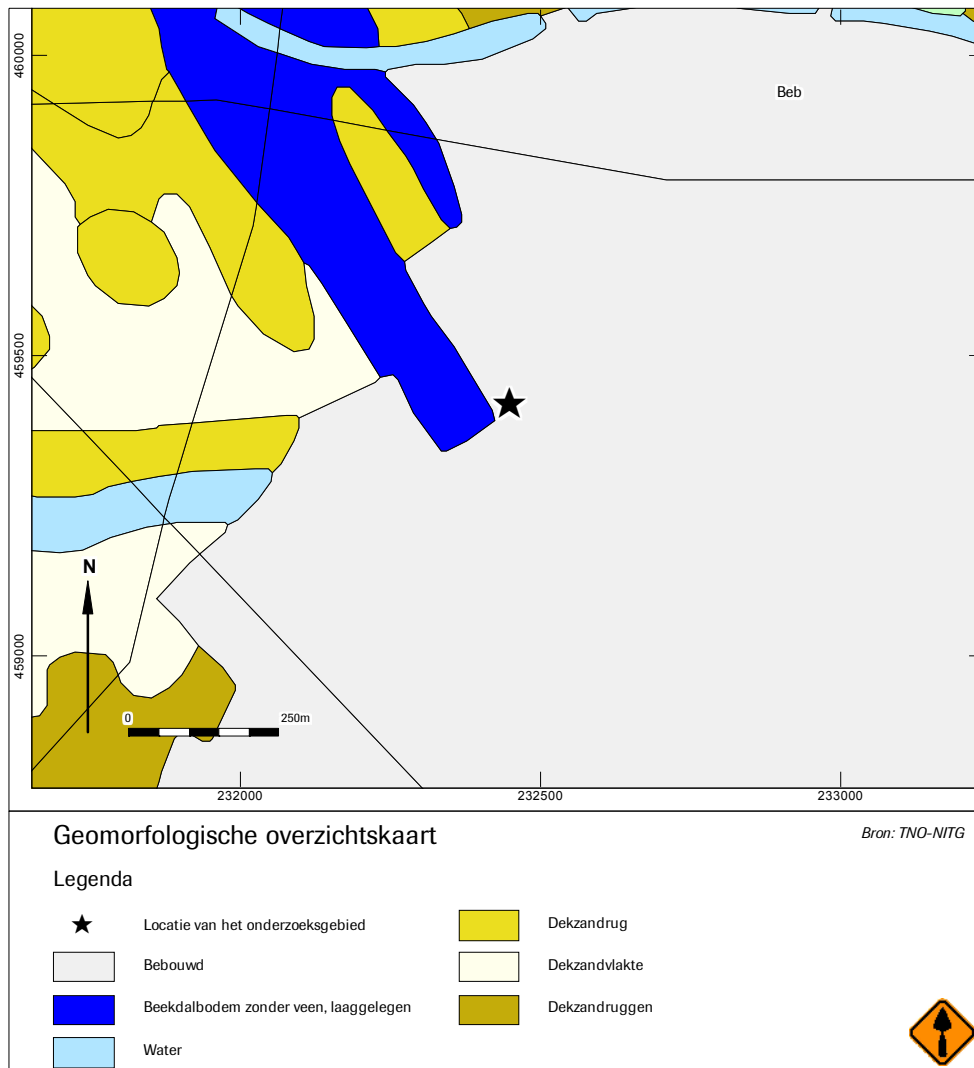 460000
Beb
459500
459000
N
0
250m
232000
232500
233000
Geomorfologische overzichtskaart
Bron: TNO-NITG
Legenda
Locatie van het onderzoeksgebied
Dekzandrug
Bebouwd
Dekzandvlakte
Beekdalbodem zonder veen, laaggelegen
Dekzandruggen
Water